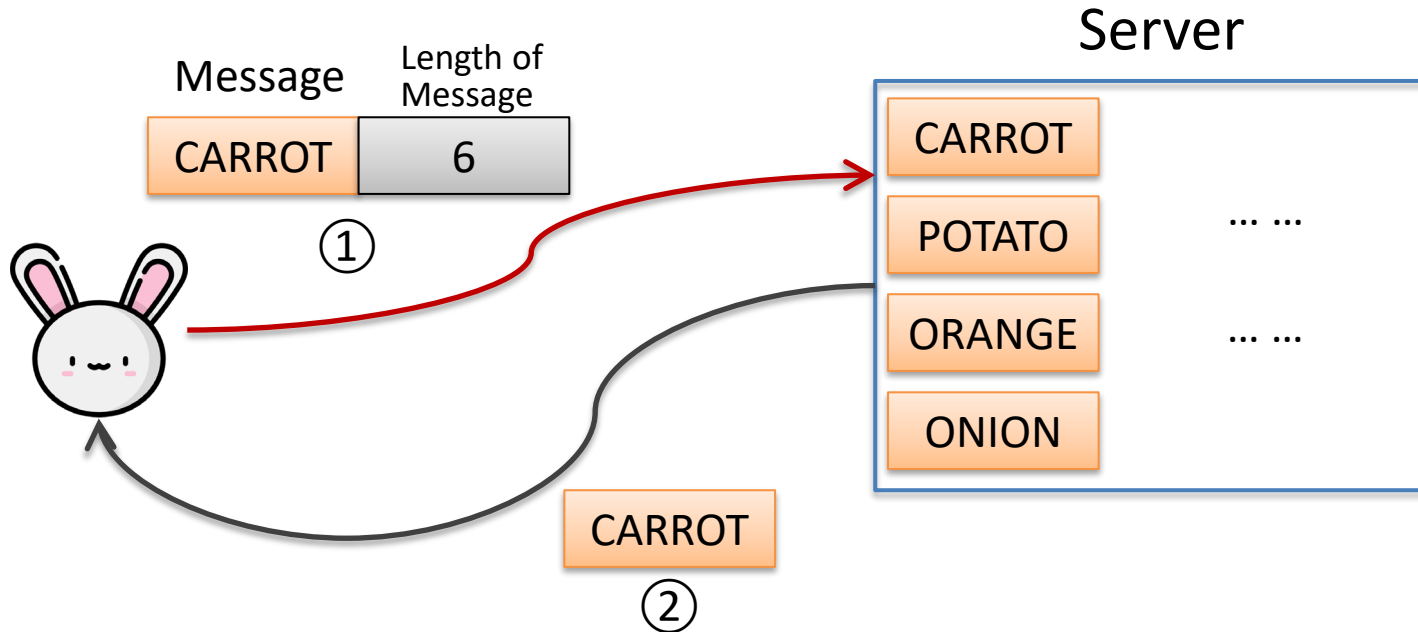 Server
Message
Length of
Message
CARROT
6
①
CARROT
POTATO
... ...
ORANGE
... ...
ONION
CARROT
②